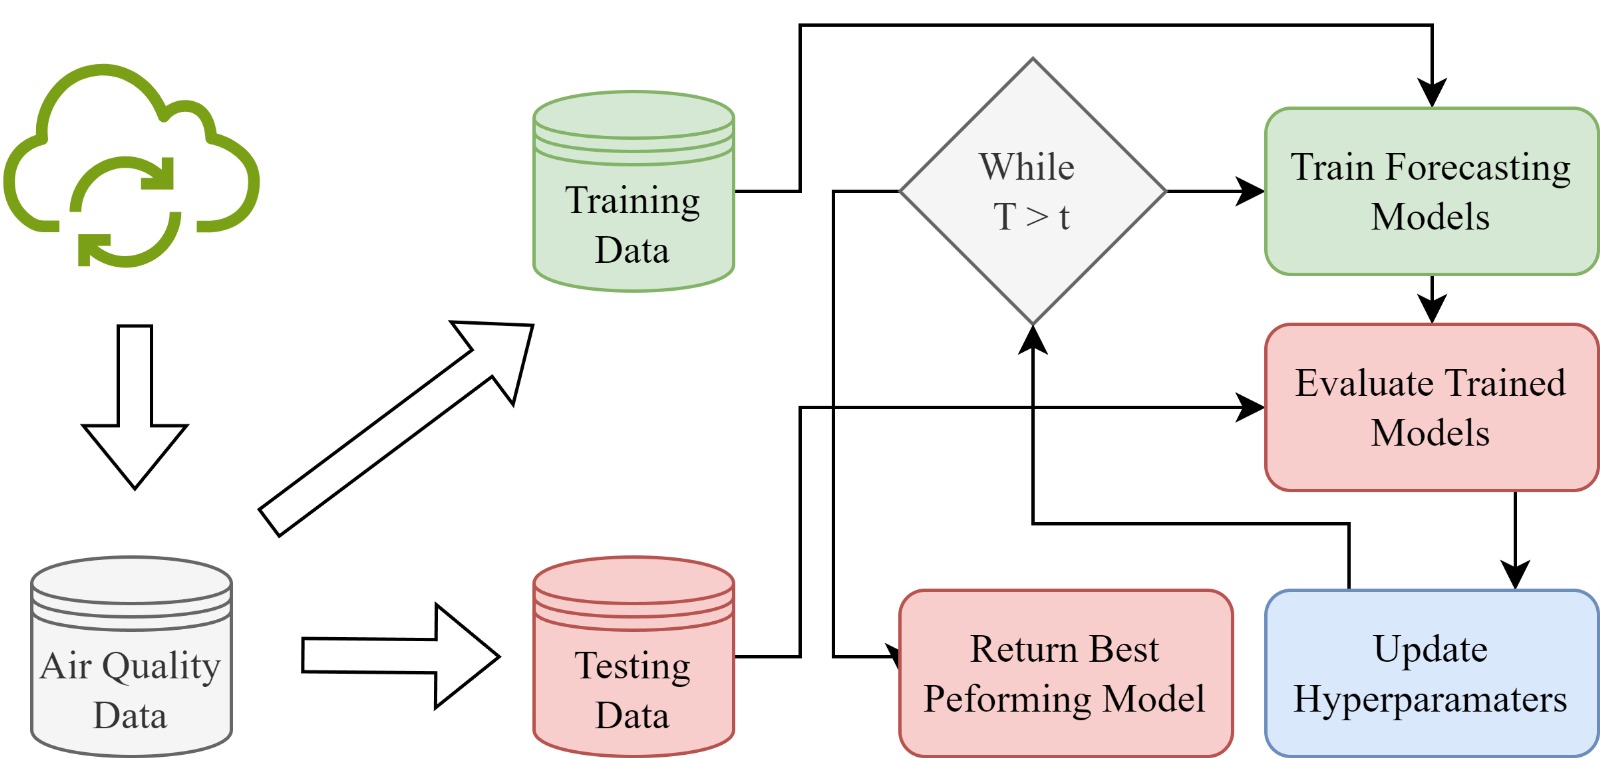 Training
Data
While
T > t
Train Forecasting
Models
Evaluate Trained
Models
Air Quality
Data
Testing
Data
Return Best
Peforming Model
Update
Hyperparamaters